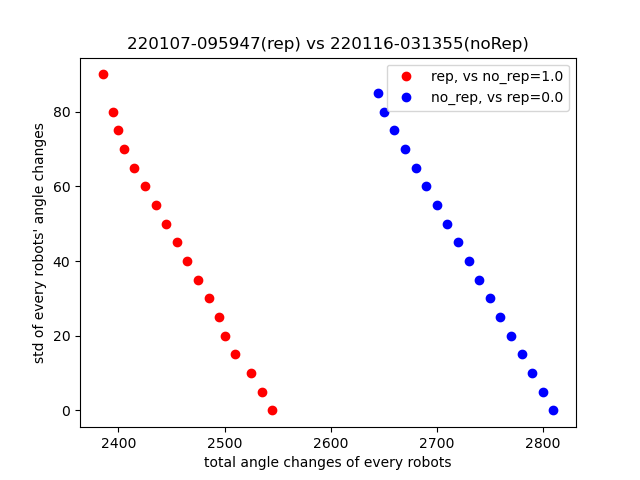 220107-095947(rep) vs 220116-031355(noRep)
rep, vs no_rep=1.0
no_rep, vs rep=0.0
std of every robots' angle changes
80
60
40
20
0
2400 2500 2600 2700 2800
total angle changes of every robots